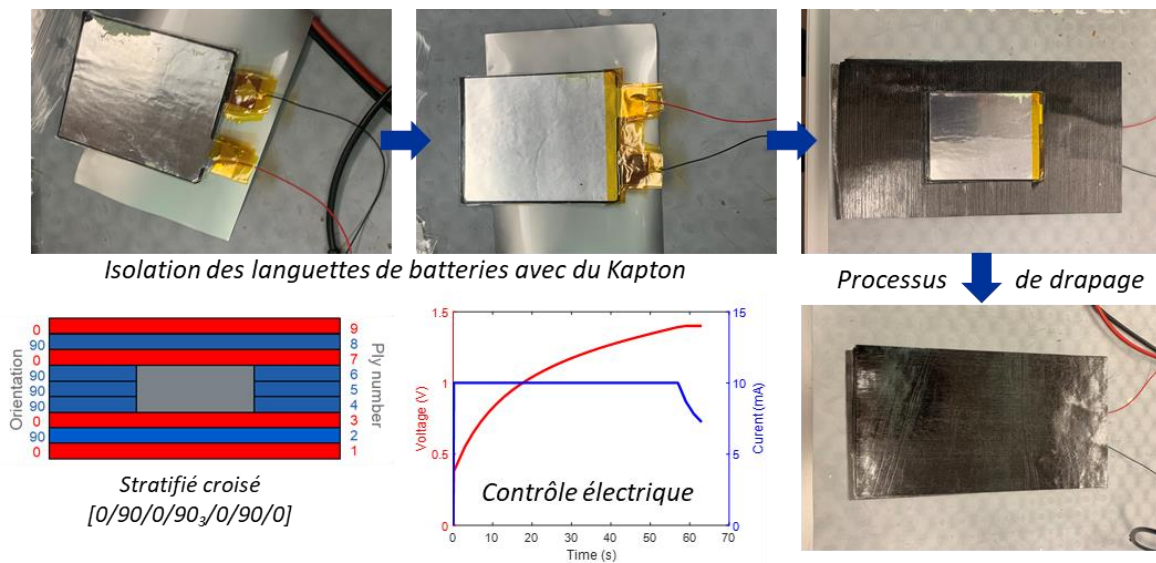 Isolation des languettes de batteries avec du Kapton
Processus de drapage
Orientation
0
90
0
90
90
90
0
90
0
9
8
7
6
5
4
3
2
1
Ply number
Stratifié croisé
[0/90/0/90₃/0/90/0]
1.5
1
0.5
0
Voltage (V)
15
10
5
0
Curent (mA)
Contrôle électrique
0 10 20 30 40 50 60 70
Time (s)